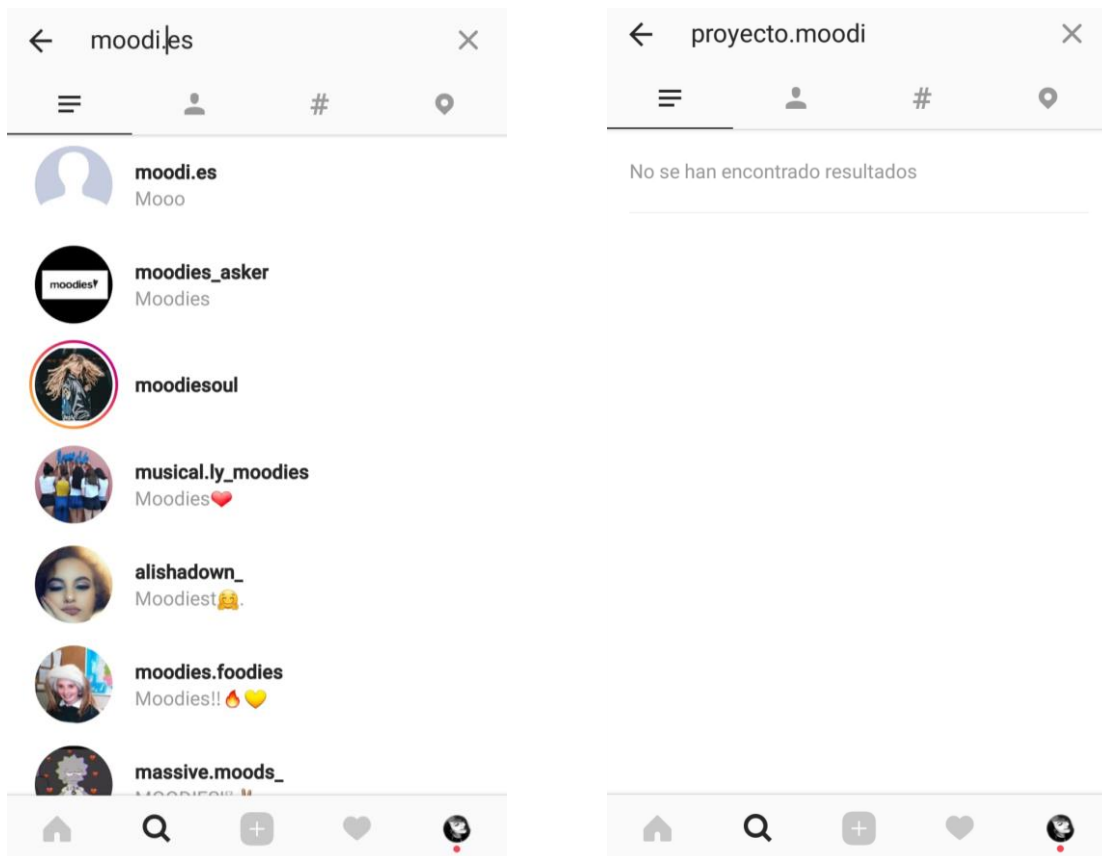 moodi.es
moodi.es
Mooo
moodies
moodies_asker
Moodies
moodiesoul
musical.ly_moodies
Moodies❤
alishadown_
Moodiest🤗.
moodies.foodies
Moodies!!🔥💛
massive.moods_
proyecto.moodi
#
No se han encontrado resultados